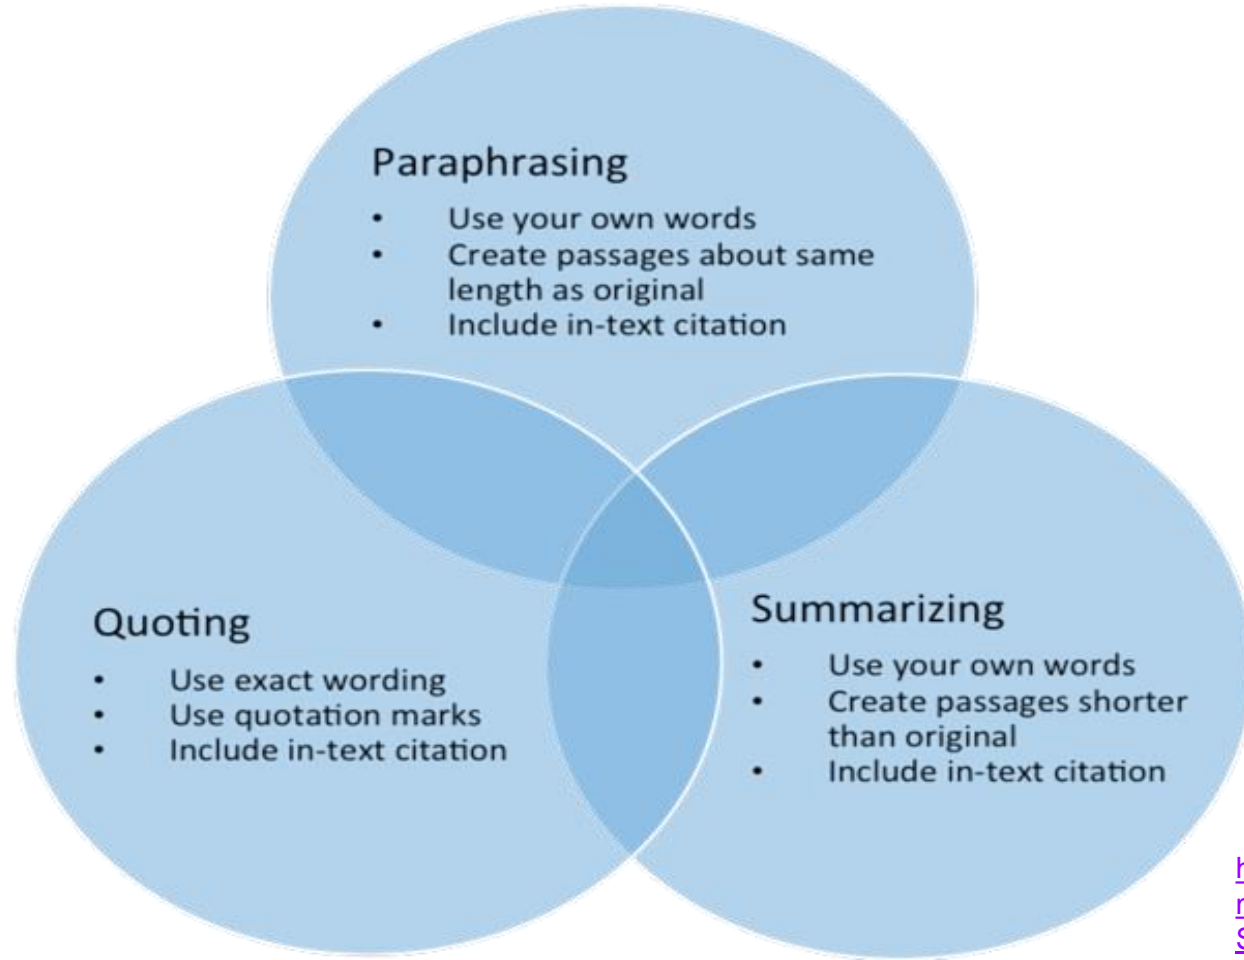 Paraphrasing
• Use your own words
• Create passages about same
length as original
• Include in-text citation
Quoting
• Use exact wording
• Use quotation marks
• Include in-text citation
Summarizing
• Use your own words
• Create passages shorter
than original
• Include in-text citation